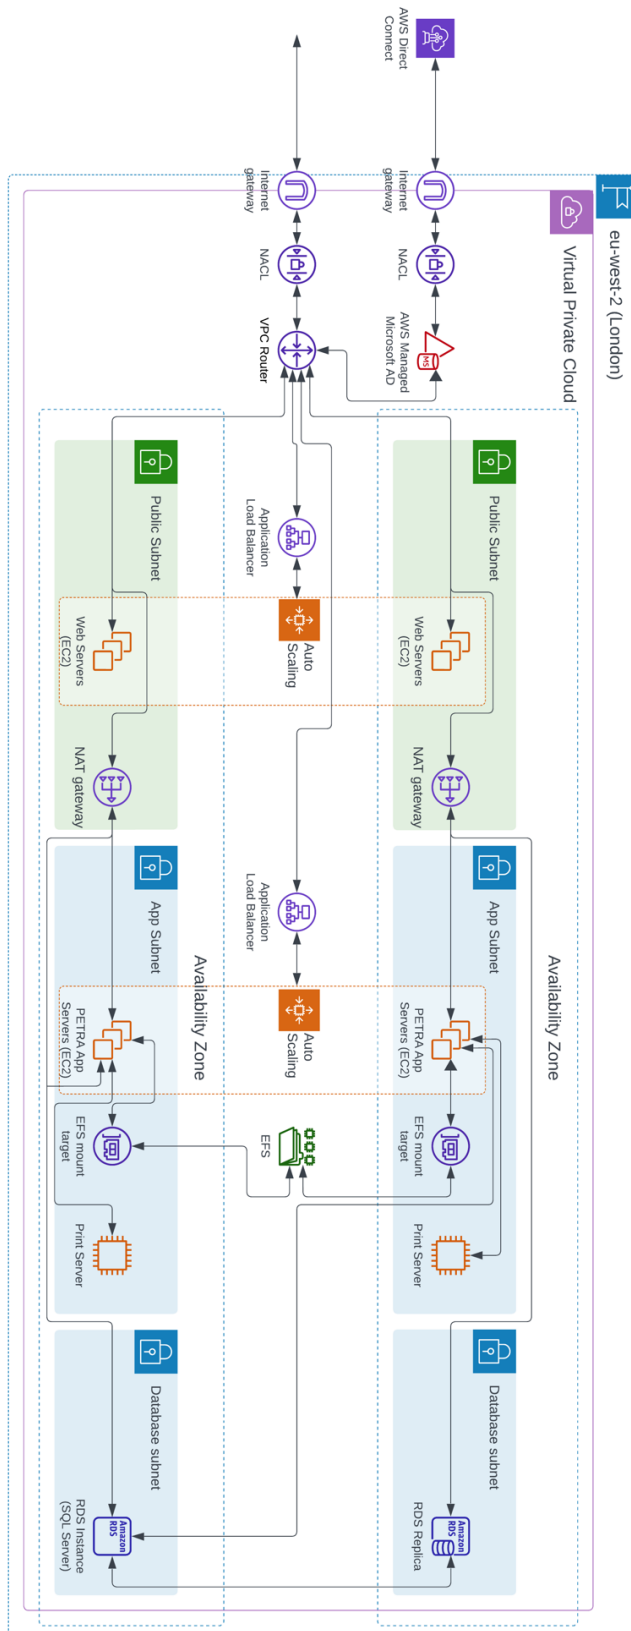 eu-west-2 (London)
Virtual Private Cloud
AWS Direct
Connect
Internet
gateway
NACL
AWS Managed
Microsoft AD
MS
Internet
gateway
NACL
VPC Router
Availability Zone
Public Subnet
Web Servers
(EC2)
NAT gateway
App Subnet
PETRA App
Servers (EC2)
EFS mount
target
Print Server
Database subnet
Amazon
RDS
RDS Replica
Application
Load Balancer
Auto
Scaling
Application
Load Balancer
Auto
Scaling
EFS
Availability Zone
Public Subnet
Web Servers
(EC2)
NAT gateway
App Subnet
PETRA App
Servers (EC2)
EFS mount
target
Print Server
Database subnet
Amazon
RDS
RDS Instance
(SQL Server)